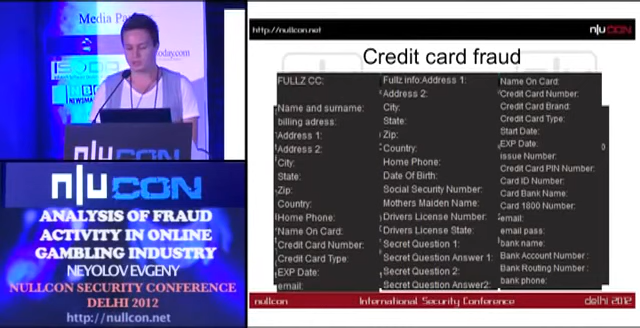 Media Pa
oday.com
NEWSM
n|u CON
ANALYSIS OF FRAUD
ACTIVITY IN ONLINE
GAMBLING INDUSTRY
NEYOLOV EVGENY
NULLCON SECURITY CONFERENCE
DELHI 2012
http://nullcon.net
http://nullcon.net
n|u CON
Credit card fraud
FULLZ CC:
Name and surname:
billing adress:
Address 1:
Address 2:
City:
State:
Zip:
Country:
Home Phone:
Name On Card:
Credit Card Number:
Credit Card Type:
EXP Date:
email:
Fullz info:Address 1:
Address 2:
City:
State:
Zip:
Country:
Home Phone:
Date Of Birth:
Social Security Number:
Mothers Maiden Name:
Drivers License Number:
Drivers License State:
Secret Question 1:
Secret Question Answer 1:
Secret Question 2:
Secret Question Answer2:
Name On Card:
Credit Card Number:
Credit Card Brand:
Credit Card Type:
Start Date:
EXP Date:
issue Number:
Credit Card PIN Number:
Card ID Number:
Card Bank Name:
Card 1800 Number:
email:
email pass:
bank name:
Bank Account Number :
Bank Routing Number :
bank phone:
nullcon
International Security Conference
delhi 2012